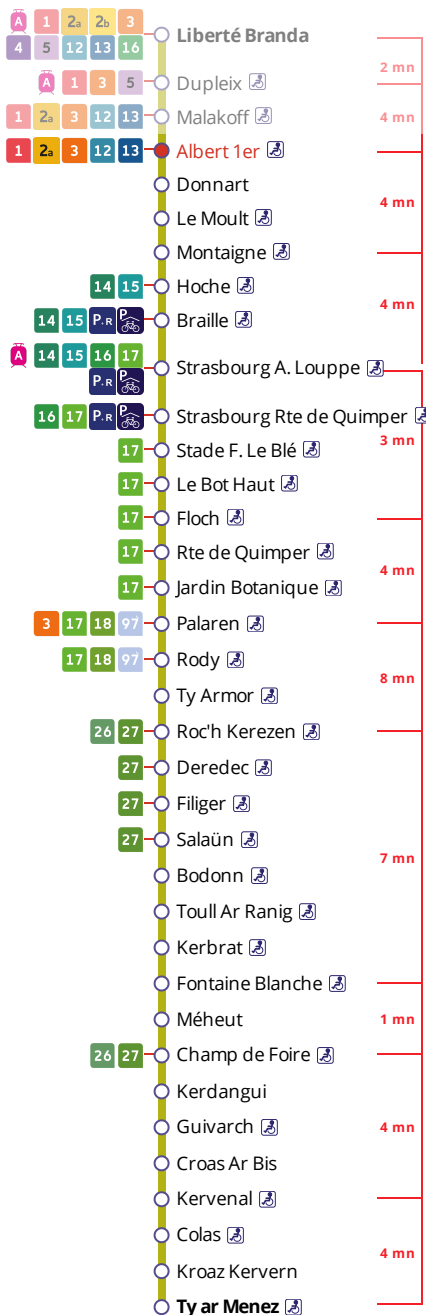 A 1 2a 2b 3
4 5 12 13 16 Liberté Branda
2 mn
A 1 3 5 Dupleix
1 2a 3 12 13 Malakoff
4 mn
1 2a 3 12 13 Albert 1er
Donnart
4 mn
Le Moult
Montaigne
14 15 Hoche
4 mn
14 15 P.R P Braille
A 14 15 16 17
P.R P Strasbourg A. Louppe
16 17 P.R P Strasbourg Rte de Quimper
3 mn
17 Stade F. Le Blé
17 Le Bot Haut
17 Floch
17 Rte de Quimper
4 mn
17 Jardin Botanique
3 17 18 97 Palaren
17 18 97 Rody
8 mn
Ty Armor
26 27 Roc'h Kerezen
27 Deredec
27 Filiger
27 Salaün
7 mn
Bodonn
Toull Ar Ranig
Kerbrat
Fontaine Blanche
Méheut
1 mn
26 27 Champ de Foire
Kerdangui
Guivarch
4 mn
Croas Ar Bis
Kervenal
Colas
4 mn
Kroaz Kervern
Ty ar Menez